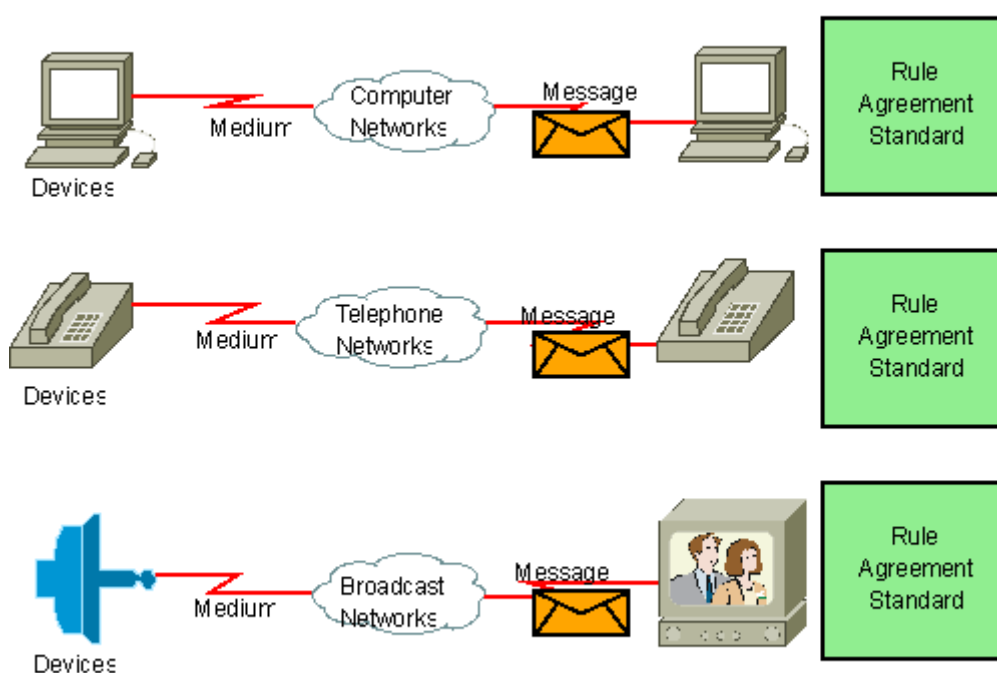 Computer
Networks
Message
Medium
Devices
Rule
Agreement
Standard
Telephone
Networks
Message
Medium
Devices
Rule
Agreement
Standard
Broadcast
Networks
Message
Medium
Devices
Rule
Agreement
Standard